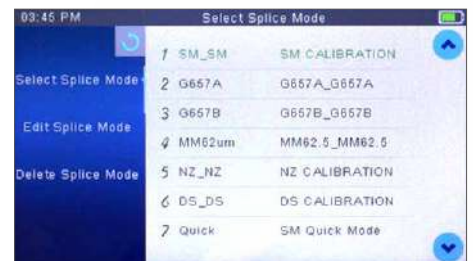 03:45 PM Select Splice Mode
Select Splice Mode
Edit Splice Mode
Delete Splice Mode
1 SM_SM SM CALIBRATION
2 G657A G657A_G657A
3 G657B G657B_G657B
4 MM62um MM62.5_MM62.5
5 NZ_NZ NZ CALIBRATION
6 DS_DS DS CALIBRATION
7 Quick SM Quick Mode